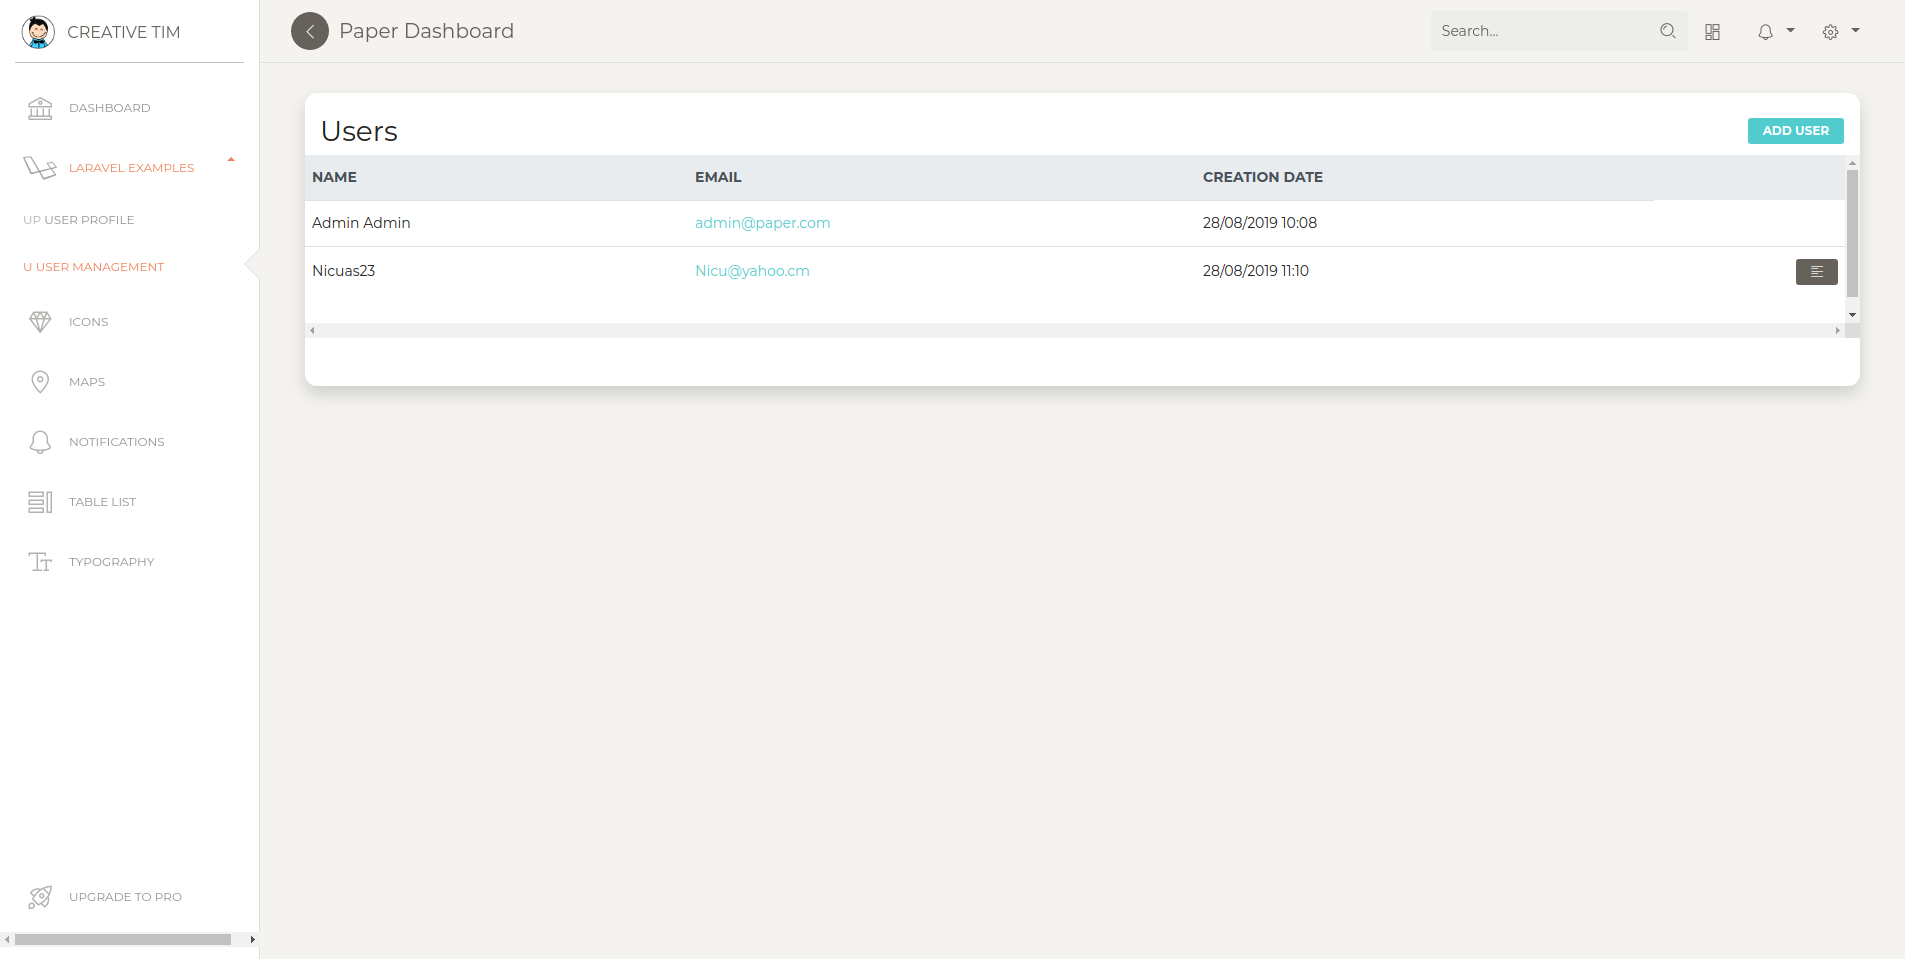 CREATIVE TIM
DASHBOARD
LARAVEL EXAMPLES
UP USER PROFILE
U USER MANAGEMENT
ICONS
MAPS
NOTIFICATIONS
TABLE LIST
TYPOGRAPHY
UPGRADE TO PRO
Paper Dashboard
Search...
Users
ADD USER
NAME EMAIL CREATION DATE
Admin Admin admin@paper.com 28/08/2019 10:08
Nicuas23 Nicu@yahoo.cm 28/08/2019 11:10